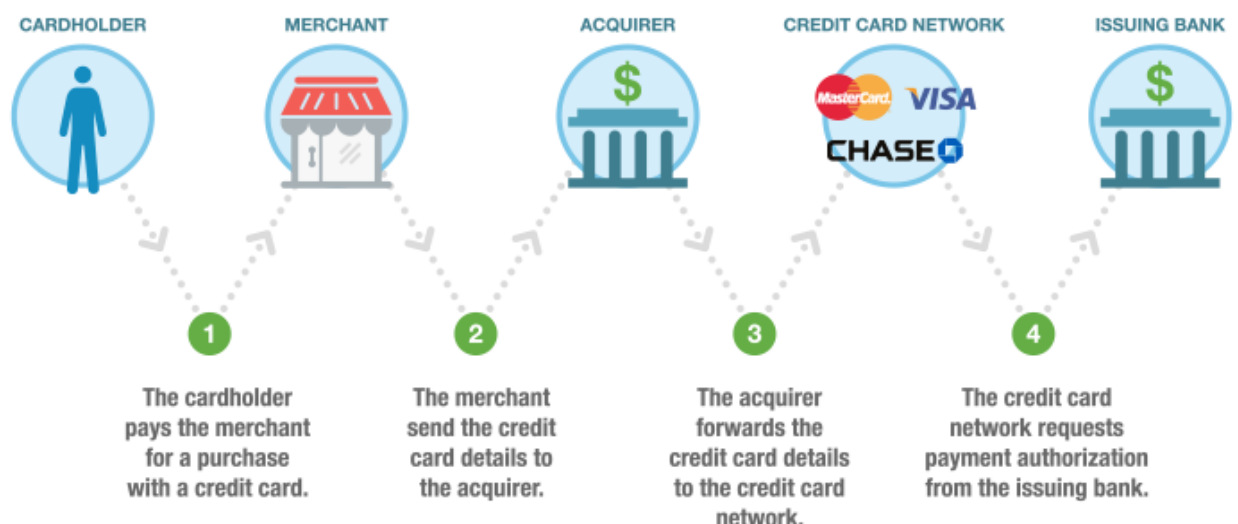 CARDHOLDER
MERCHANT
ACQUIRER
CREDIT CARD NETWORK
ISSUING BANK
$
MasterCard
VISA
CHASE
$
1
2
3
4
The cardholder
pays the merchant
for a purchase
with a credit card.
The merchant
send the credit
card details to
the acquirer.
The acquirer
forwards the
credit card details
to the credit card
network.
The credit card
network requests
payment authorization
from the issuing bank.